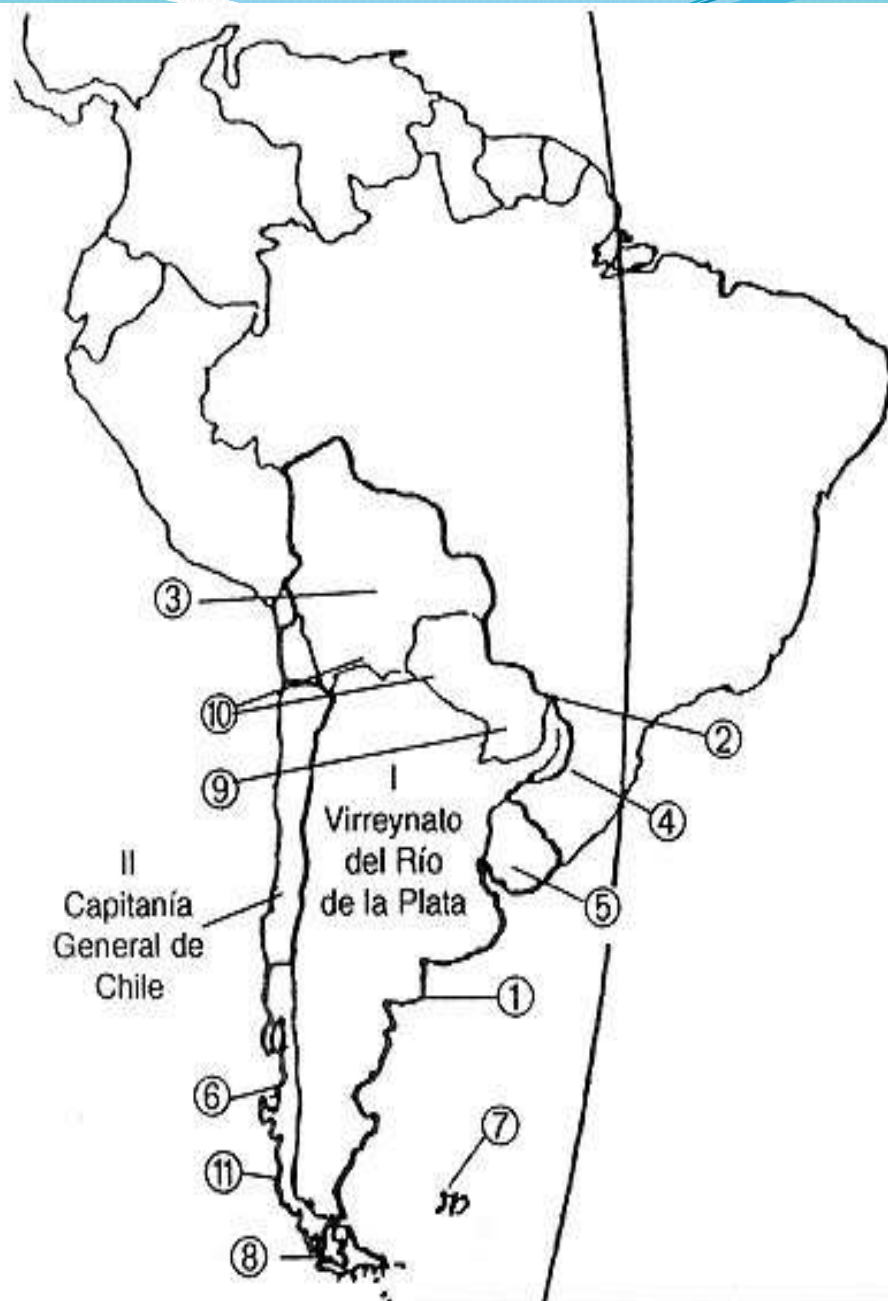 ③
⑩
②
⑨
I
Virreynato
del Río
de la Plata
④
II
Capitanía
General de
Chile
⑤
①
⑥
⑦
⑪
⑧